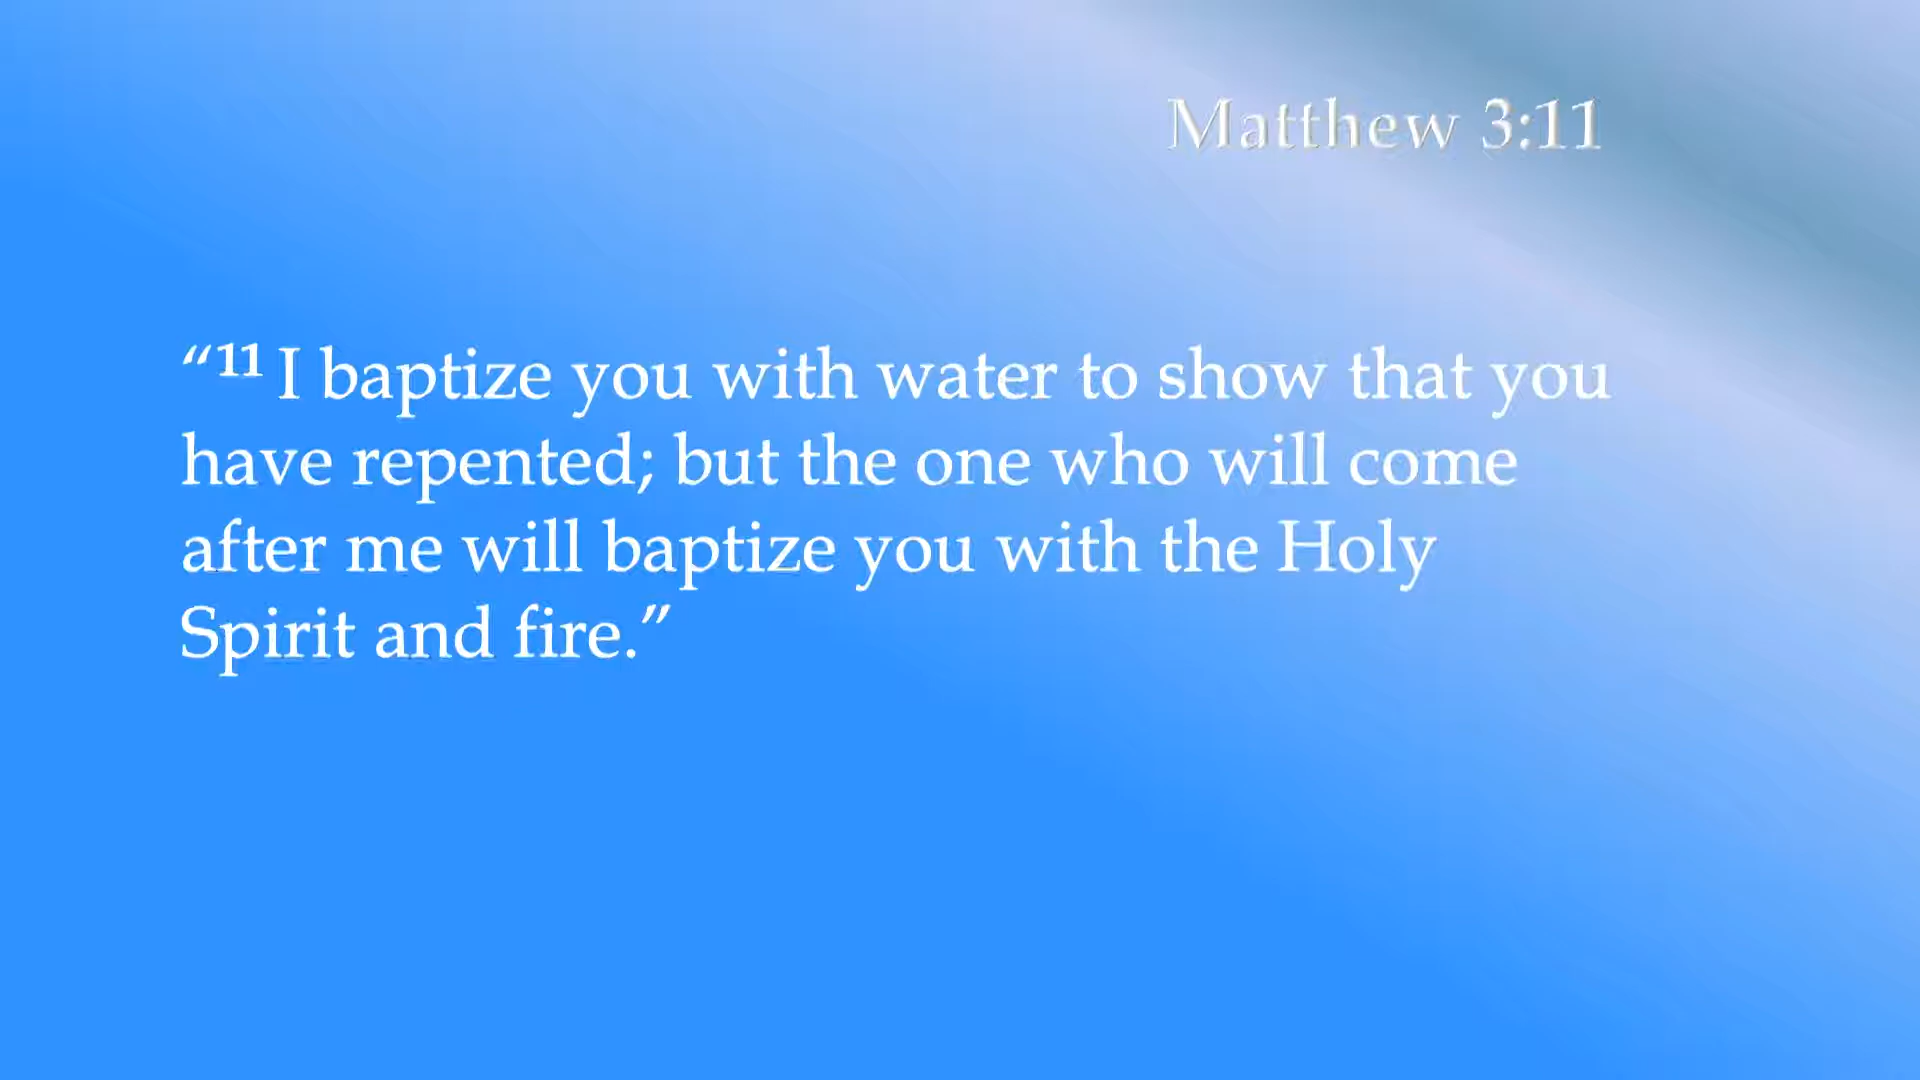 Matthew 3:11
“¹¹ I baptize you with water to show that you
have repented; but the one who will come
after me will baptize you with the Holy
Spirit and fire.”